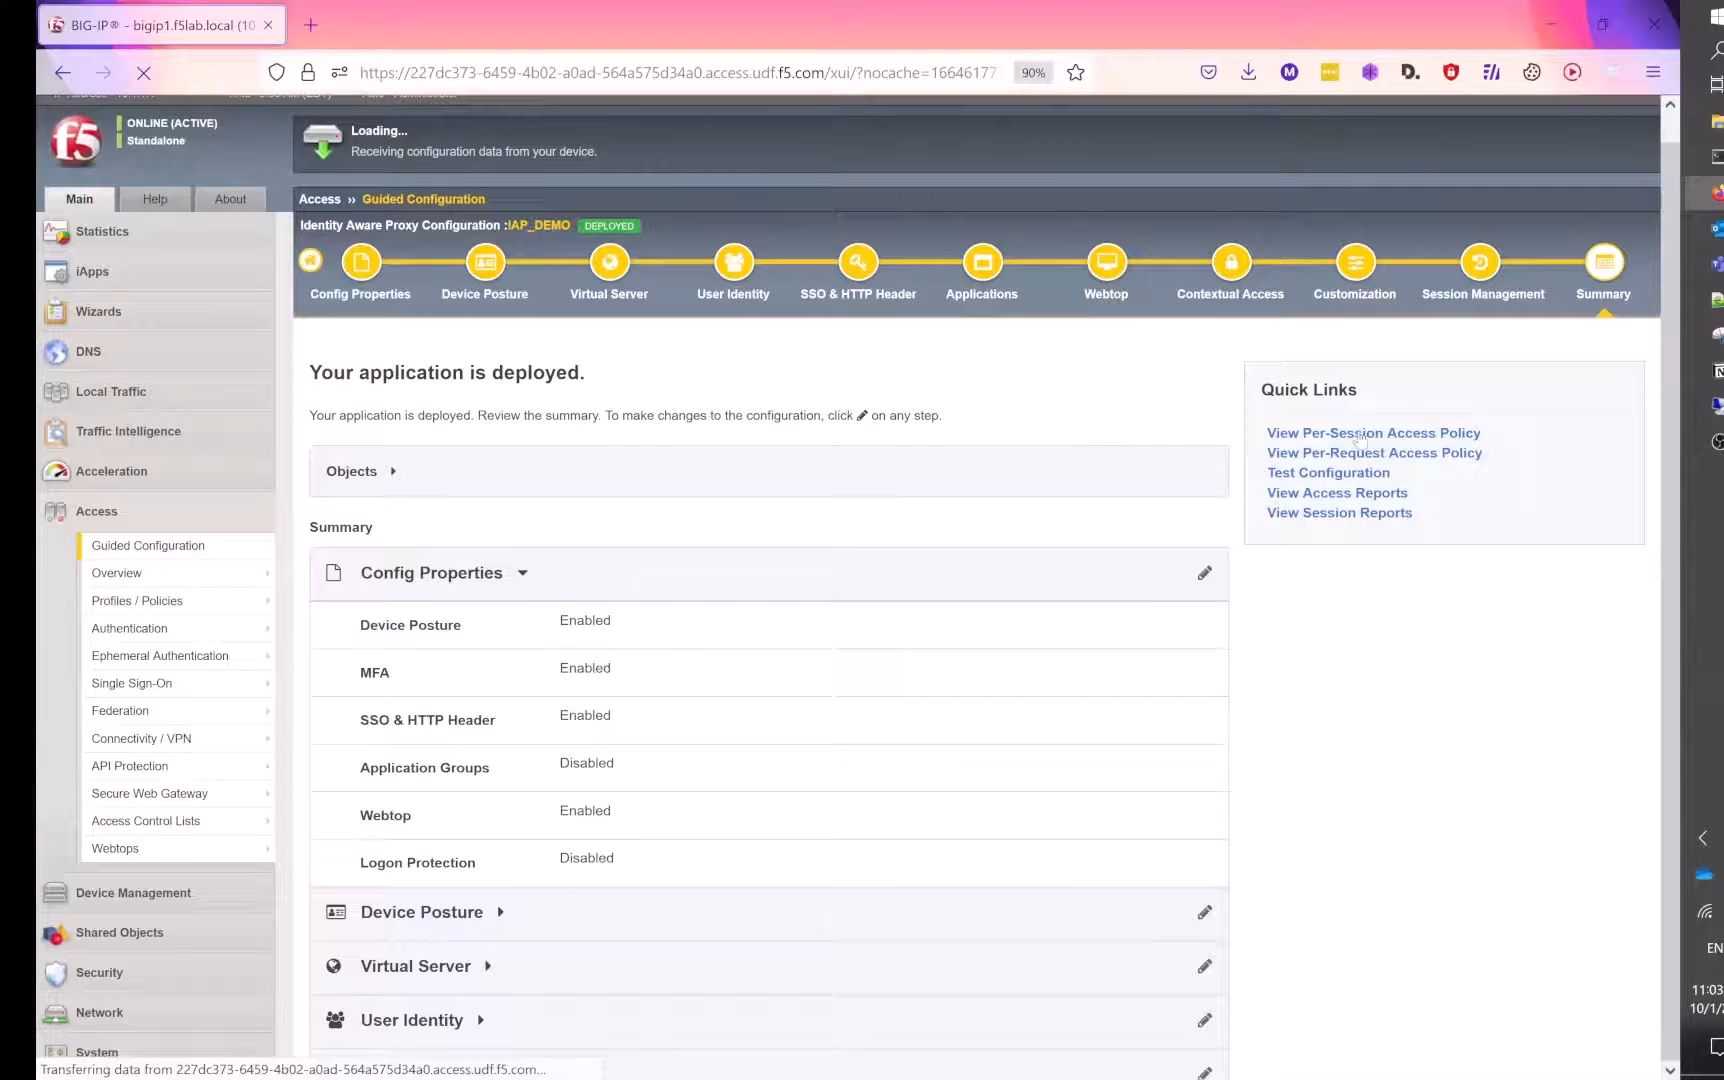 BIG-IP® - bigip1.f5lab.local (10
https://227dc373-6459-4b02-a0ad-564a575d34a0.access.udf.f5.com/xui/?nocache=16646177
90%
M
D.
f5
ONLINE (ACTIVE)
Standalone
Loading...
Receiving configuration data from your device.
Main
Help
About
Access » Guided Configuration
Identity Aware Proxy Configuration :IAP_DEMO DEPLOYED
Config Properties
Device Posture
Virtual Server
User Identity
SSO & HTTP Header
Applications
Webtop
Contextual Access
Customization
Session Management
Summary
Statistics
iApps
Wizards
DNS
Local Traffic
Traffic Intelligence
Acceleration
Access
Guided Configuration
Overview
Profiles / Policies
Authentication
Ephemeral Authentication
Single Sign-On
Federation
Connectivity / VPN
API Protection
Secure Web Gateway
Access Control Lists
Webtops
Device Management
Shared Objects
Security
Network
System
Your application is deployed.
Your application is deployed. Review the summary. To make changes to the configuration, click on any step.
Objects
Summary
Config Properties
Device Posture Enabled
MFA Enabled
SSO & HTTP Header Enabled
Application Groups Disabled
Webtop Enabled
Logon Protection Disabled
Device Posture
Virtual Server
User Identity
Quick Links
View Per-Session Access Policy
View Per-Request Access Policy
Test Configuration
View Access Reports
View Session Reports
Transferring data from 227dc373-6459-4b02-a0ad-564a575d34a0.access.udf.f5.com...
EN
11:03
10/1/2